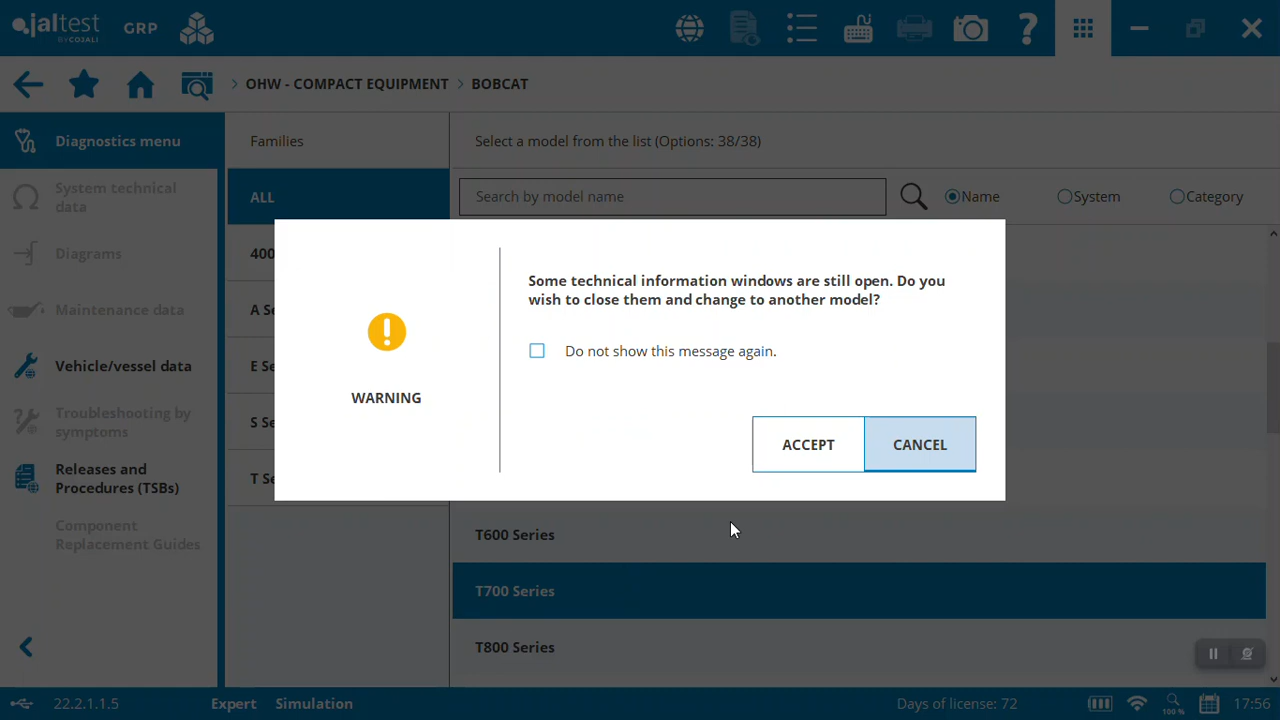 jaltest
BY COJALI
GRP
OHW - COMPACT EQUIPMENT
BOBCAT
Diagnostics menu
System technical
data
Diagrams
Maintenance data
Vehicle/vessel data
Troubleshooting by
symptoms
Releases and
Procedures (TSBs)
Component
Replacement Guides
Families
ALL
400
A Se
E Se
S Se
T Se
Select a model from the list (Options: 38/38)
Search by model name
Name
System
Category
WARNING
Some technical information windows are still open. Do you
wish to close them and change to another model?
Do not show this message again.
ACCEPT
CANCEL
T600 Series
T700 Series
T800 Series
22.2.1.1.5
Expert
Simulation
Days of license: 72
100 %
17:56